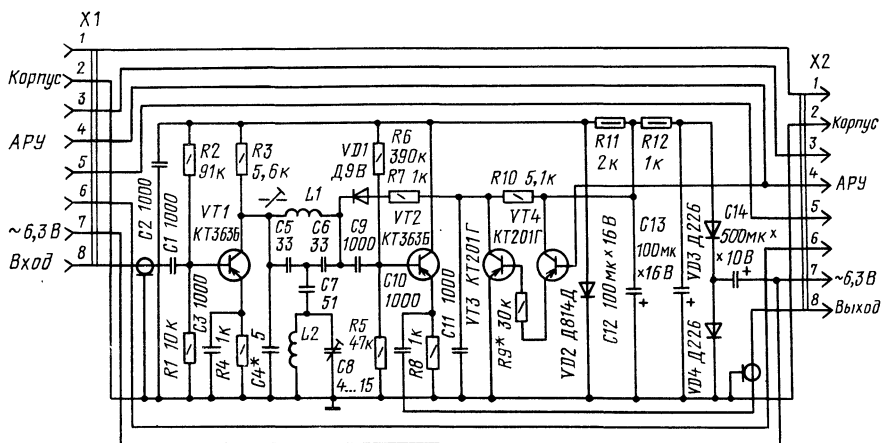 X1
1
Корпус 2
3
АРУ 4
5
6
~6,3 В 7
Вход 8
C2 1000
C1 1000
R2
91к
R3
5,6к
VT1
КТ363Б
R1 10к
C3 1000
R4 1к
C4* 5
L1
C5
33
C6
33
C7
51
L2
C8
4...15
VD1
Д9В
R6
390к
R7 1к
C9
1000
VT2
КТ363Б
C10
1000
R5
47к
R8 1к
C11 1000
VT3 КТ201Г
R10 5,1к
VT4
КТ201Г
R9* 30к
VD2 Д814Д
R11
2к
R12
1к
C12 100мк×16В
C13
100мк
×16В
+
+
VD3 Д226
VD4 Д226
C14
500мк×
×10В
+
X2
1
2 Корпус
3
4 АРУ
5
6
7 ~6,3В
8 Выход